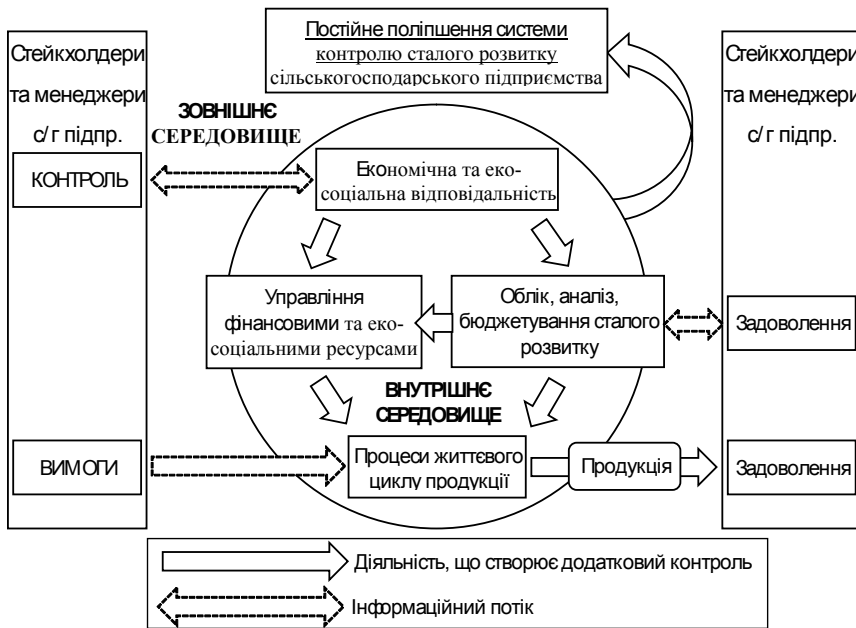 Постійне поліпшення системи
контролю сталого розвитку
сільськогосподарського підприємства
Стейкхолдери
та менеджери
с/г підпр.
КОНТРОЛЬ
ВИМОГИ
ЗОВНІШНЄ
СЕРЕДОВИЩЕ
Економічна та еко-
соціальна відповідальність
Управління
фінансовими та еко-
соціальними ресурсами
Облік, аналіз,
бюджетування сталого
розвитку
ВНУТРІШНЄ
СЕРЕДОВИЩЕ
Процеси життєвого
циклу продукції
Продукція
Стейкхолдери
та менеджери
с/г підпр.
Задоволення
Задоволення
Діяльність, що створює додатковий контроль
Інформаційний потік